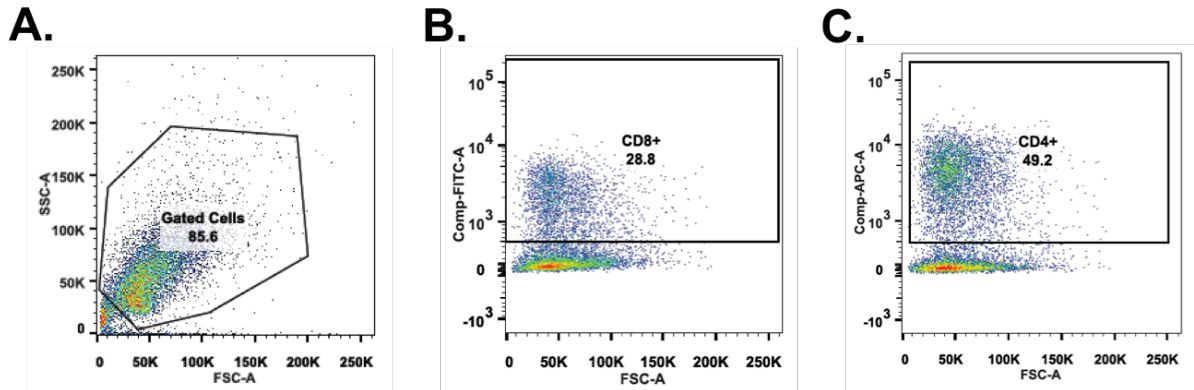 A.
B.
C.
250K
200K
150K
100K
50K
0
SSC-A
Gated Cells
85.6
0
50K
100K
150K
200K
250K
FSC-A
10^5
10^4
10^3
0
-10^3
Comp-FITC-A
CD8+
28.8
0
50K
100K
150K
200K
250K
FSC-A
10^5
10^4
10^3
0
-10^3
Comp-APC-A
CD4+
49.2
0
50K
100K
150K
200K
250K
FSC-A